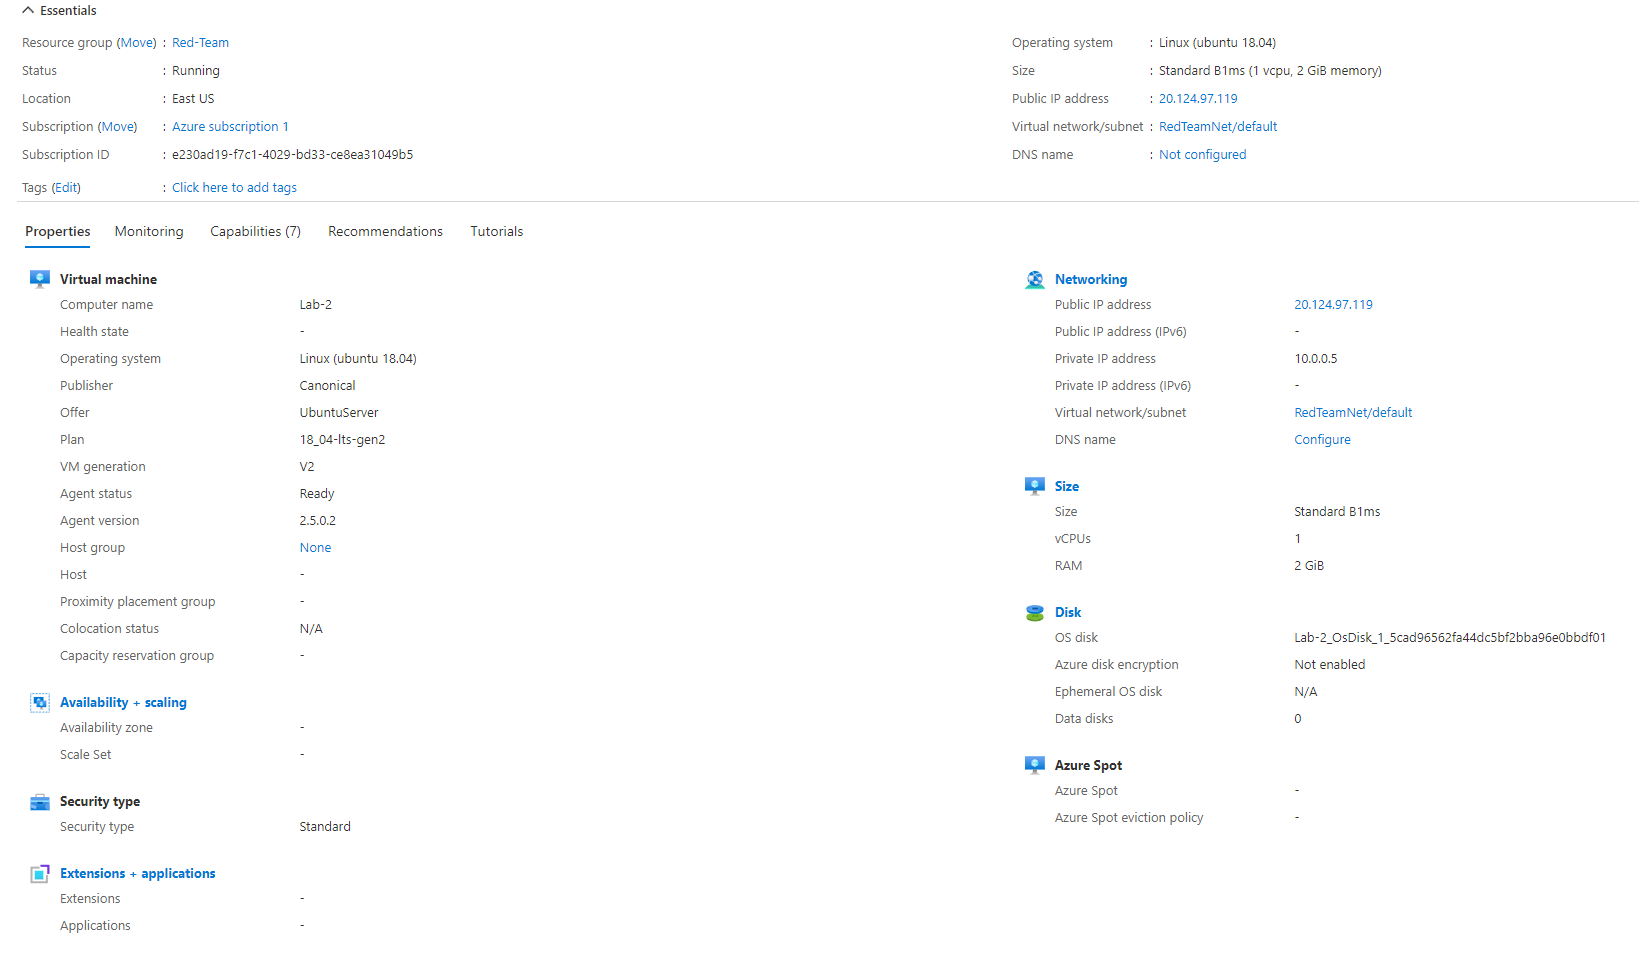 Essentials
Resource group (Move) : Red-Team
Status : Running
Location : East US
Subscription (Move) : Azure subscription 1
Subscription ID : e230ad19-f7c1-4029-bd33-ce8ea31049b5
Tags (Edit) : Click here to add tags
Operating system : Linux (ubuntu 18.04)
Size : Standard B1ms (1 vcpu, 2 GiB memory)
Public IP address : 20.124.97.119
Virtual network/subnet : RedTeamNet/default
DNS name : Not configured
Properties Monitoring Capabilities (7) Recommendations Tutorials
Virtual machine
Computer name Lab-2
Health state -
Operating system Linux (ubuntu 18.04)
Publisher Canonical
Offer UbuntuServer
Plan 18_04-lts-gen2
VM generation V2
Agent status Ready
Agent version 2.5.0.2
Host group None
Host -
Proximity placement group -
Colocation status N/A
Capacity reservation group -
Availability + scaling
Availability zone -
Scale Set -
Security type
Security type Standard
Extensions + applications
Extensions -
Applications -
Networking
Public IP address 20.124.97.119
Public IP address (IPv6) -
Private IP address 10.0.0.5
Private IP address (IPv6) -
Virtual network/subnet RedTeamNet/default
DNS name Configure
Size
Size Standard B1ms
vCPUs 1
RAM 2 GiB
Disk
OS disk Lab-2_OsDisk_1_5cad96562fa44dc5bf2bba96e0bbdf01
Azure disk encryption Not enabled
Ephemeral OS disk N/A
Data disks 0
Azure Spot
Azure Spot -
Azure Spot eviction policy -